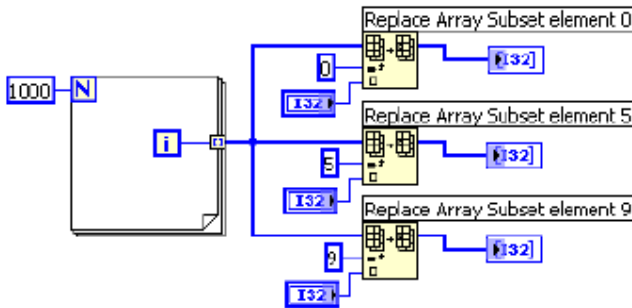 Replace Array Subset element 0
[I32]
0
I32
1000
N
i
Replace Array Subset element 5
[I32]
5
I32
Replace Array Subset element 9
[I32]
9
I32